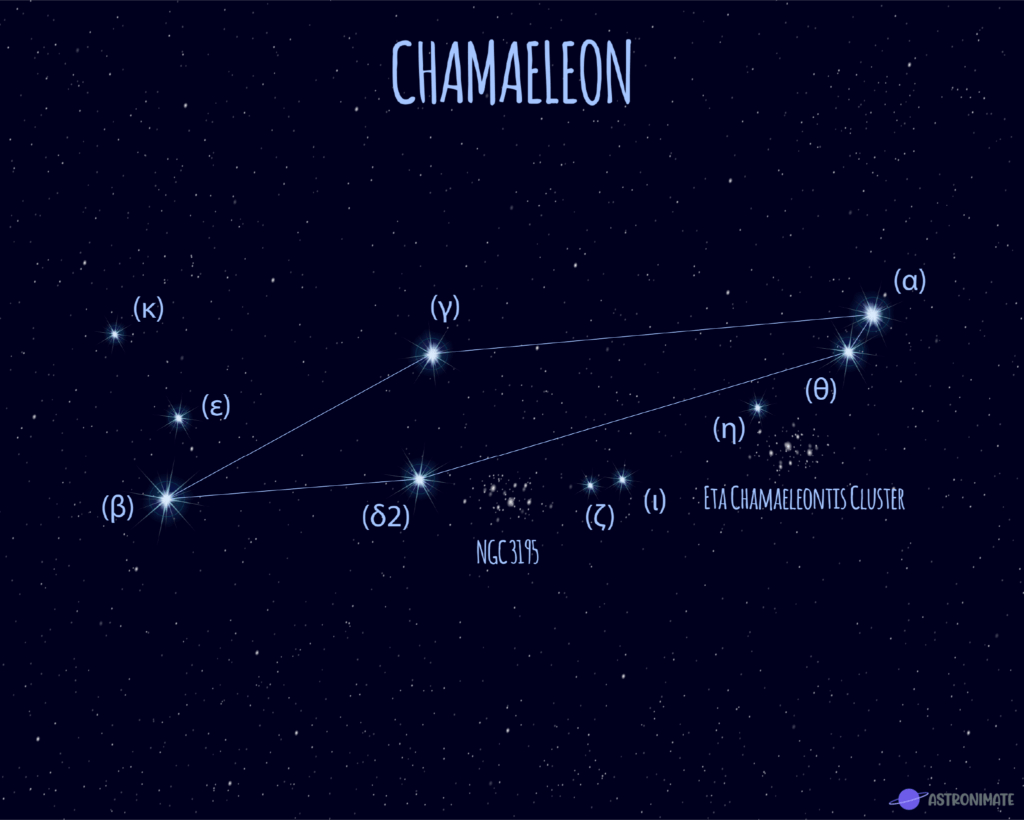 CHAMAELEON
(α)
(κ)
(γ)
(θ)
(ε)
(η)
(β)
(δ2)
(ζ)
(ι)
ETA CHAMAELEONTIS CLUSTER
NGC 3195
ASTRONIMATE